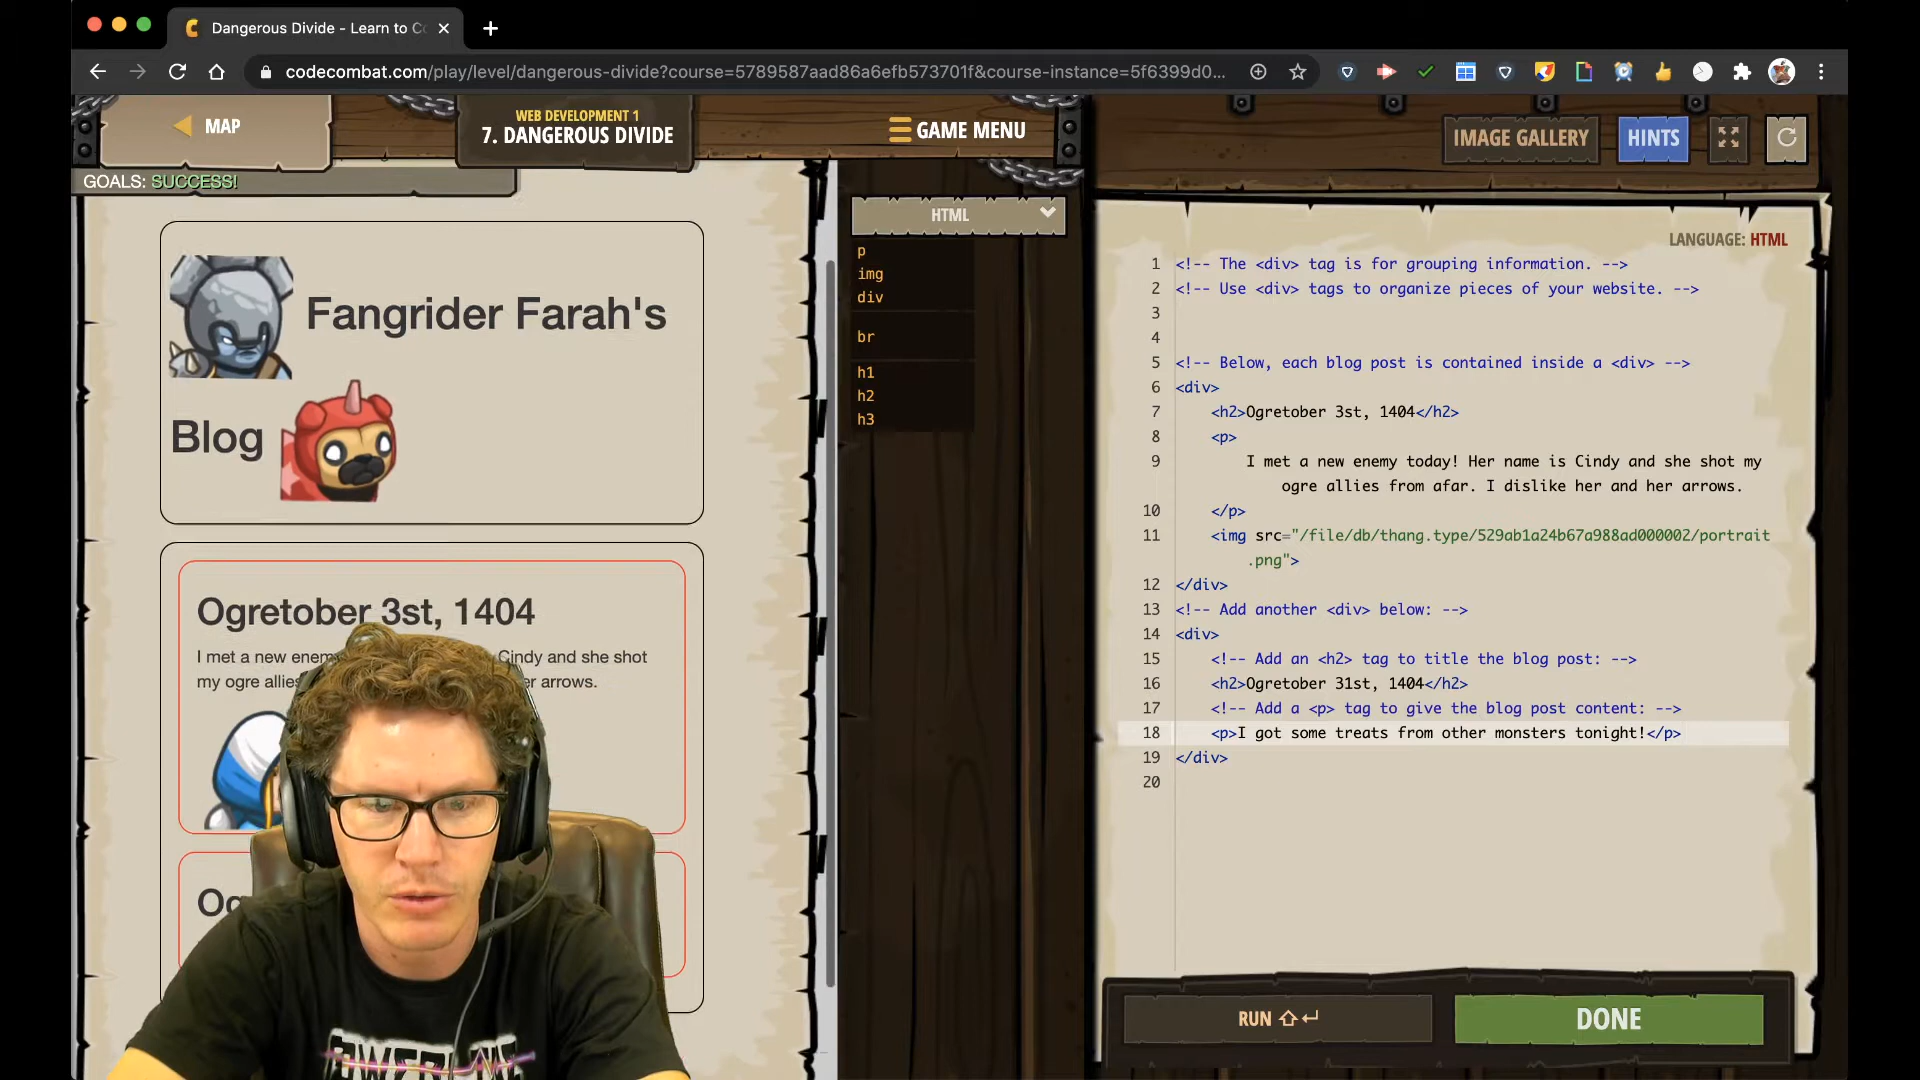 Dangerous Divide - Learn to Co
codecombat.com/play/level/dangerous-divide?course=5789587aad86a6efb573701f&course-instance=5f6399d0...
MAP
WEB DEVELOPMENT 1
7. DANGEROUS DIVIDE
GAME MENU
IMAGE GALLERY
HINTS
GOALS: SUCCESS!
Fangrider Farah's
Blog
Ogretober 3st, 1404
I met a new enem Cindy and she shot
my ogre allies er arrows.
HTML
p
img
div
br
h1
h2
h3
LANGUAGE: HTML
1 <!-- The <div> tag is for grouping information. -->
2 <!-- Use <div> tags to organize pieces of your website. -->
3
4
5 <!-- Below, each blog post is contained inside a <div> -->
6 <div>
7 <h2>Ogretober 3st, 1404</h2>
8 <p>
9 I met a new enemy today! Her name is Cindy and she shot my
ogre allies from afar. I dislike her and her arrows.
10 </p>
11 <img src="/file/db/thang.type/529ab1a24b67a988ad000002/portrait
.png">
12 </div>
13 <!-- Add another <div> below: -->
14 <div>
15 <!-- Add an <h2> tag to title the blog post: -->
16 <h2>Ogretober 31st, 1404</h2>
17 <!-- Add a <p> tag to give the blog post content: -->
18 <p>I got some treats from other monsters tonight!</p>
19 </div>
20
RUN
DONE